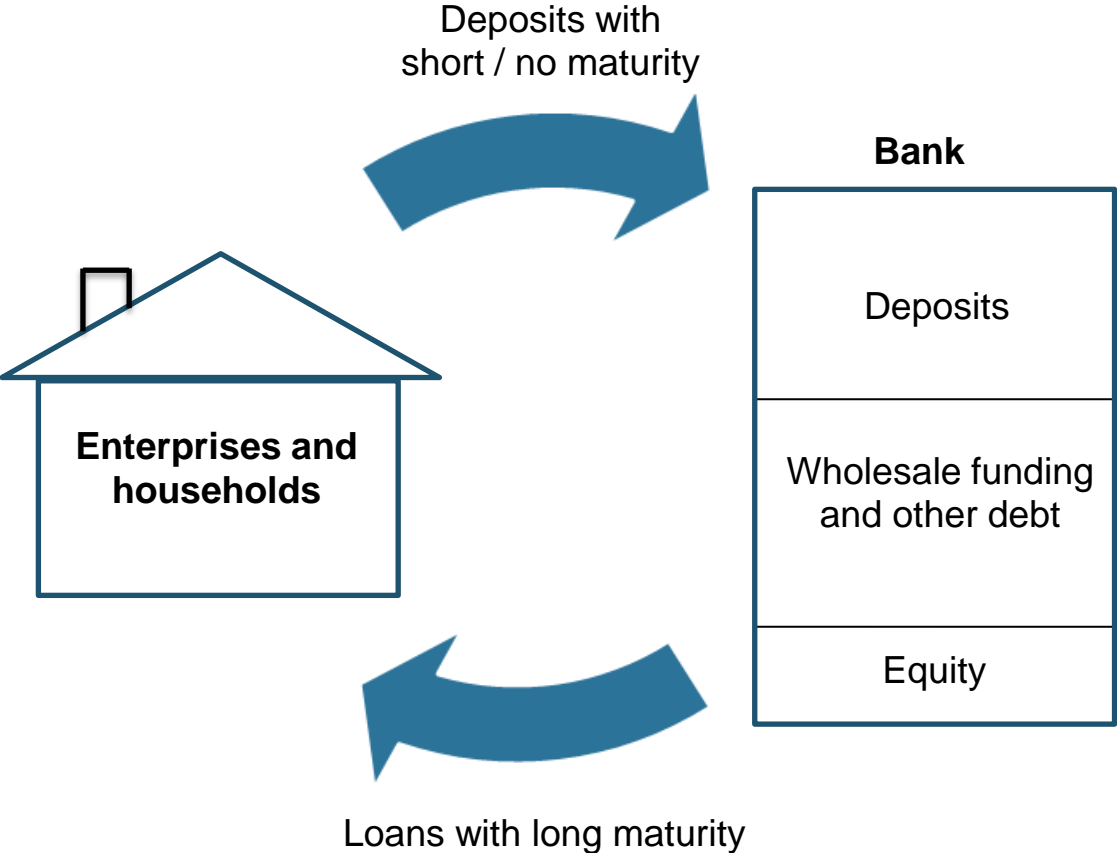 Deposits with
short / no maturity
Bank
Deposits
Enterprises and
households
Wholesale funding
and other debt
Equity
Loans with long maturity